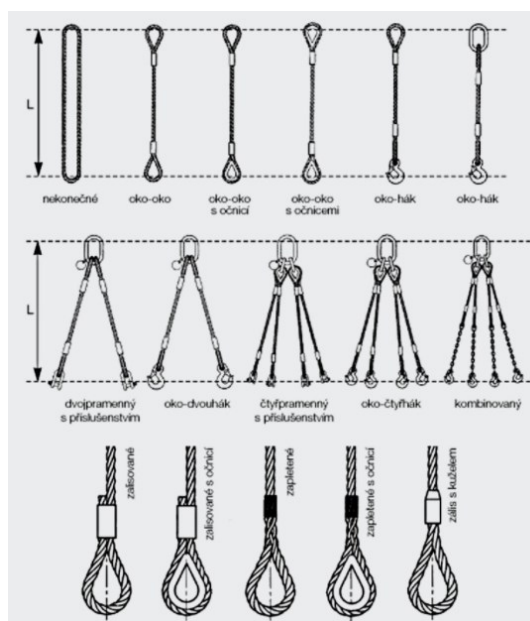 L
nekonečné
oko-oko
oko-oko
s očnicí
oko-oko
s očnicemi
oko-hák
oko-hák
L
dvojpramenný
s příslušenstvím
oko-dvouhák
čtyřpramenný
s příslušenstvím
oko-čtyřhák
kombinovaný
zalisované
zalisované s očnicí
zapletené
zapletené s očnicí
zális s kuželem